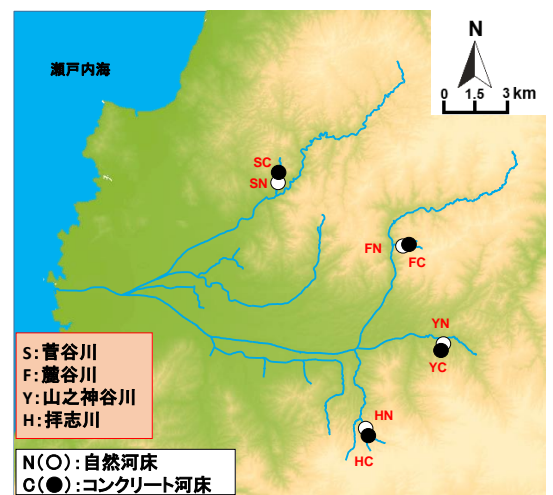 瀬戸内海
N
0 1.5 3 km
SC
SN
FN
FC
YN
YC
HN
HC
S:菅谷川
F:麓谷川
Y:山之神谷川
H:拝志川
N(○):自然河床
C(●):コンクリート河床